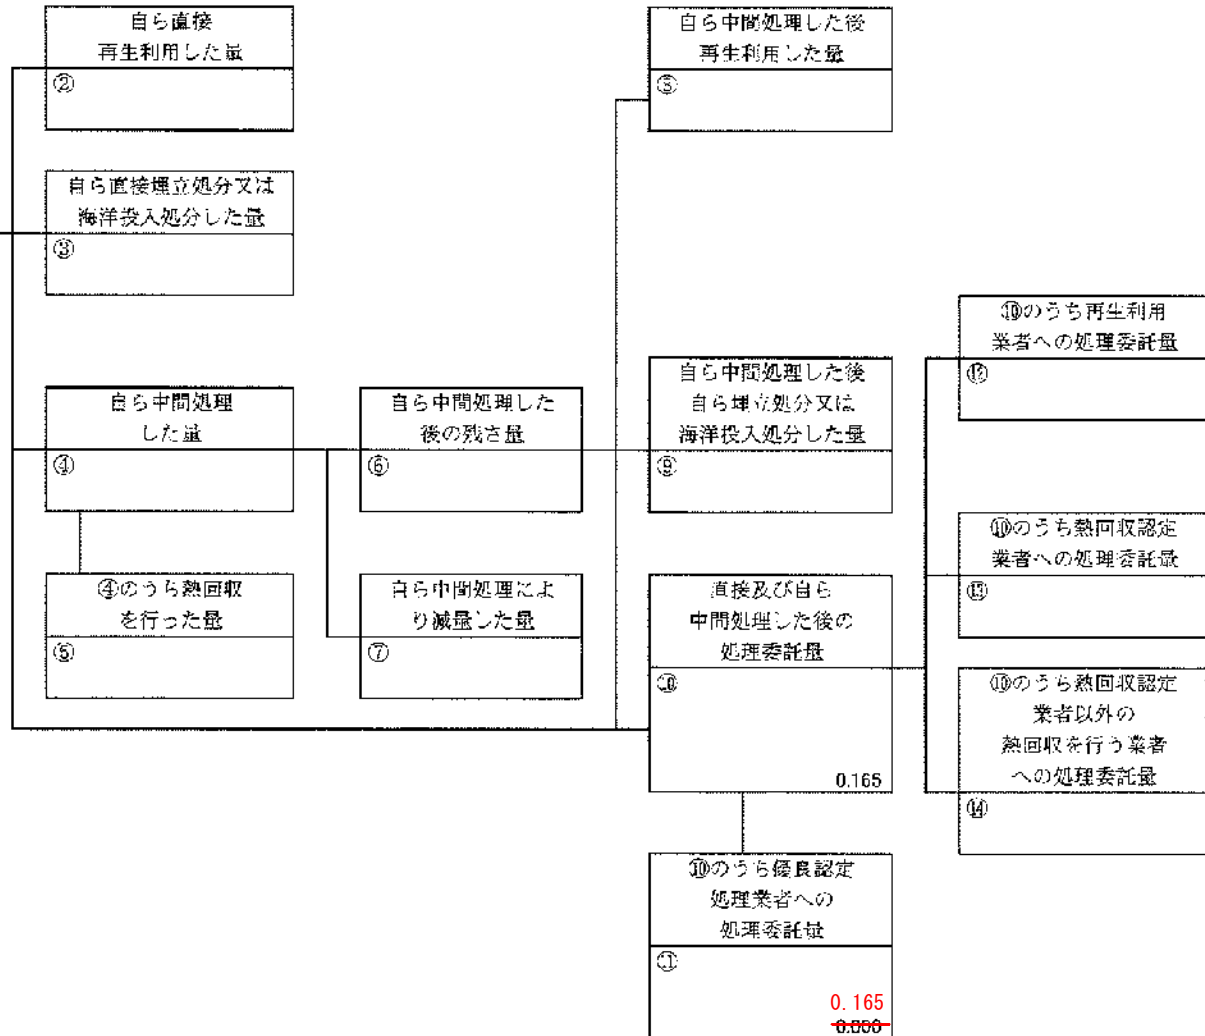 自ら直接
再生利用した量
②
自ら中間処理した後
再生利用した量
⑧
自ら直接埋立処分又は
海洋投入処分した量
③
⑩のうち再生利用
業者への処理委託量
⑫
自ら中間処理
した量
④
自ら中間処理した
後の残さ量
⑥
自ら中間処理した後
自ら埋立処分又は
海洋投入処分した量
⑨
⑩のうち熱回収認定
業者への処理委託量
⑬
④のうち熱回収
を行った量
⑤
自ら中間処理によ
り減量した量
⑦
直接及び自ら
中間処理した後の
処理委託量
⑩
0.165
⑩のうち熱回収認定
業者以外の
熱回収を行う業者
への処理委託量
⑭
⑩のうち優良認定
処理業者への
処理委託量
⑪
0.165
0.000